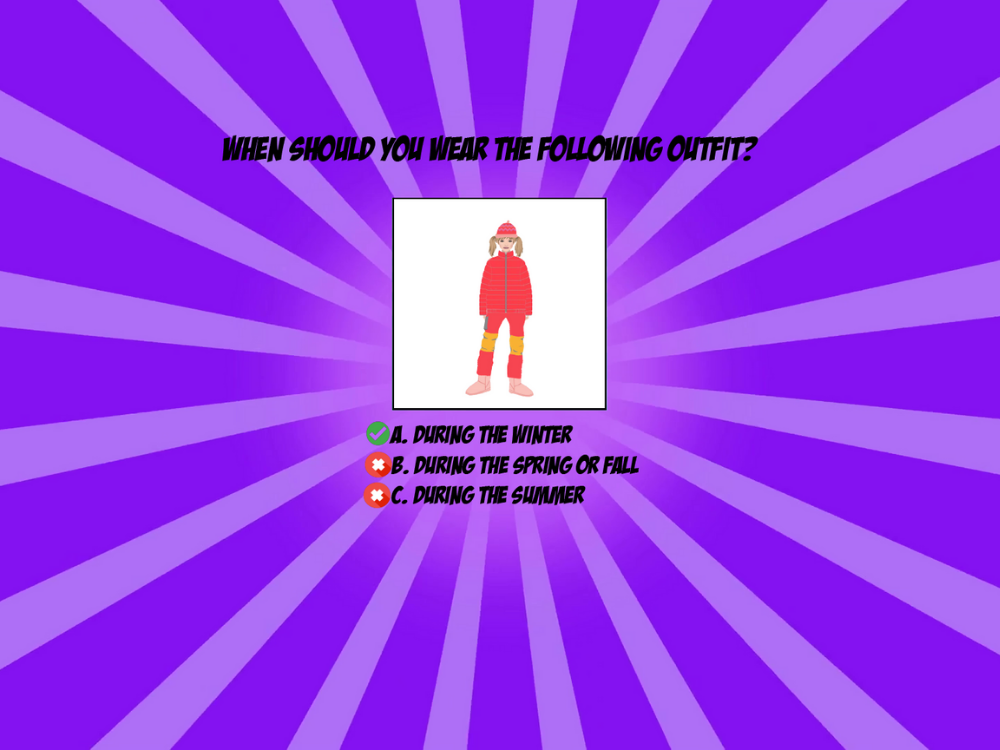 WHEN SHOULD YOU WEAR THE FOLLOWING OUTFIT?
A. DURING THE WINTER
B. DURING THE SPRING OR FALL
C. DURING THE SUMMER